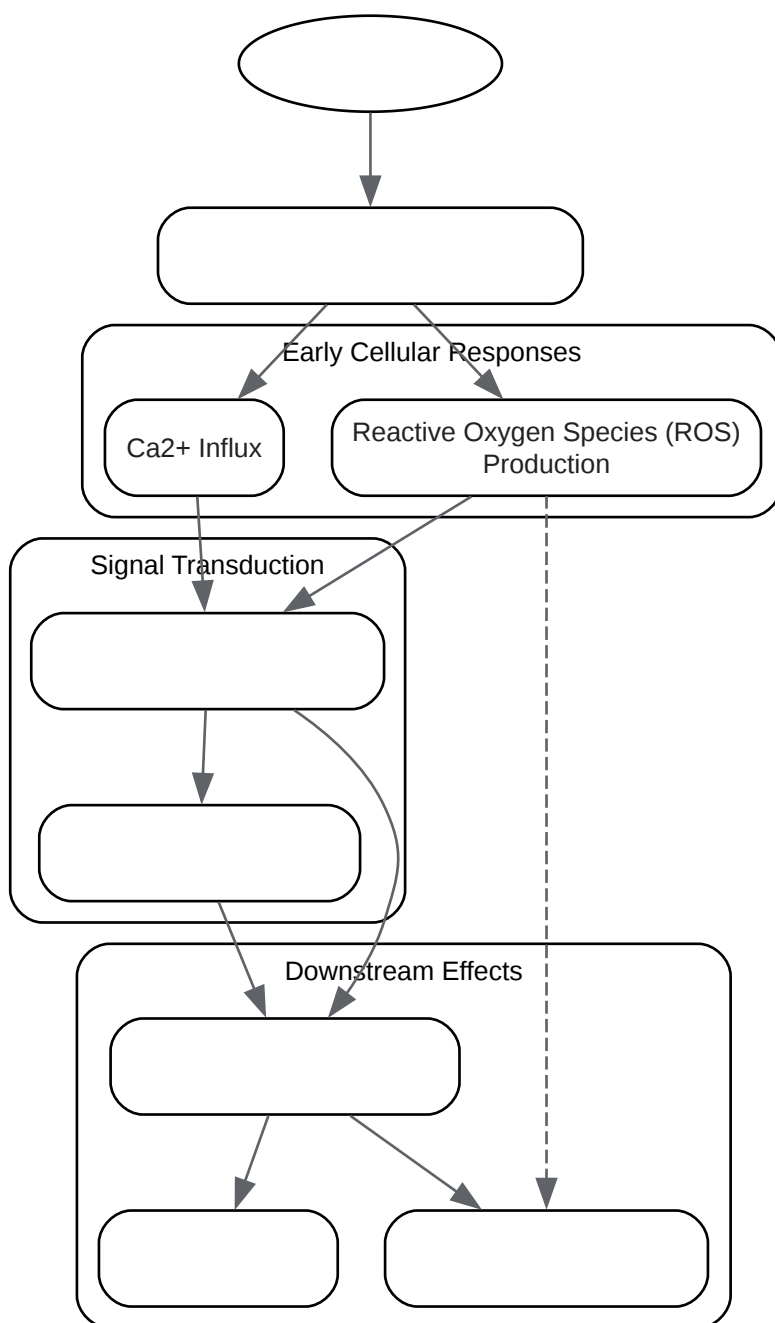 Early Cellular Responses
Ca2+ Influx
Reactive Oxygen Species (ROS)
Production
Signal Transduction
Downstream Effects